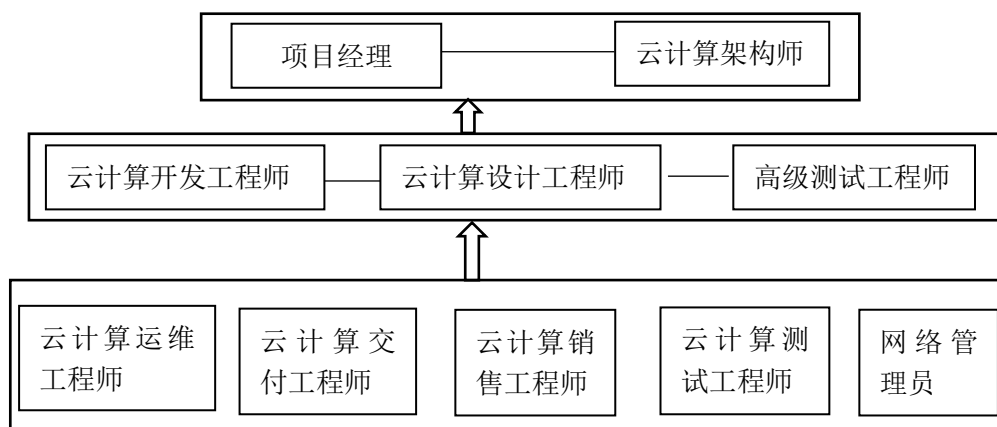 项目经理
云计算架构师
云计算开发工程师
云计算设计工程师
高级测试工程师
云计算运维
工程师
云计算交
付工程师
云计算销
售工程师
云计算测
试工程师
网络管
理员